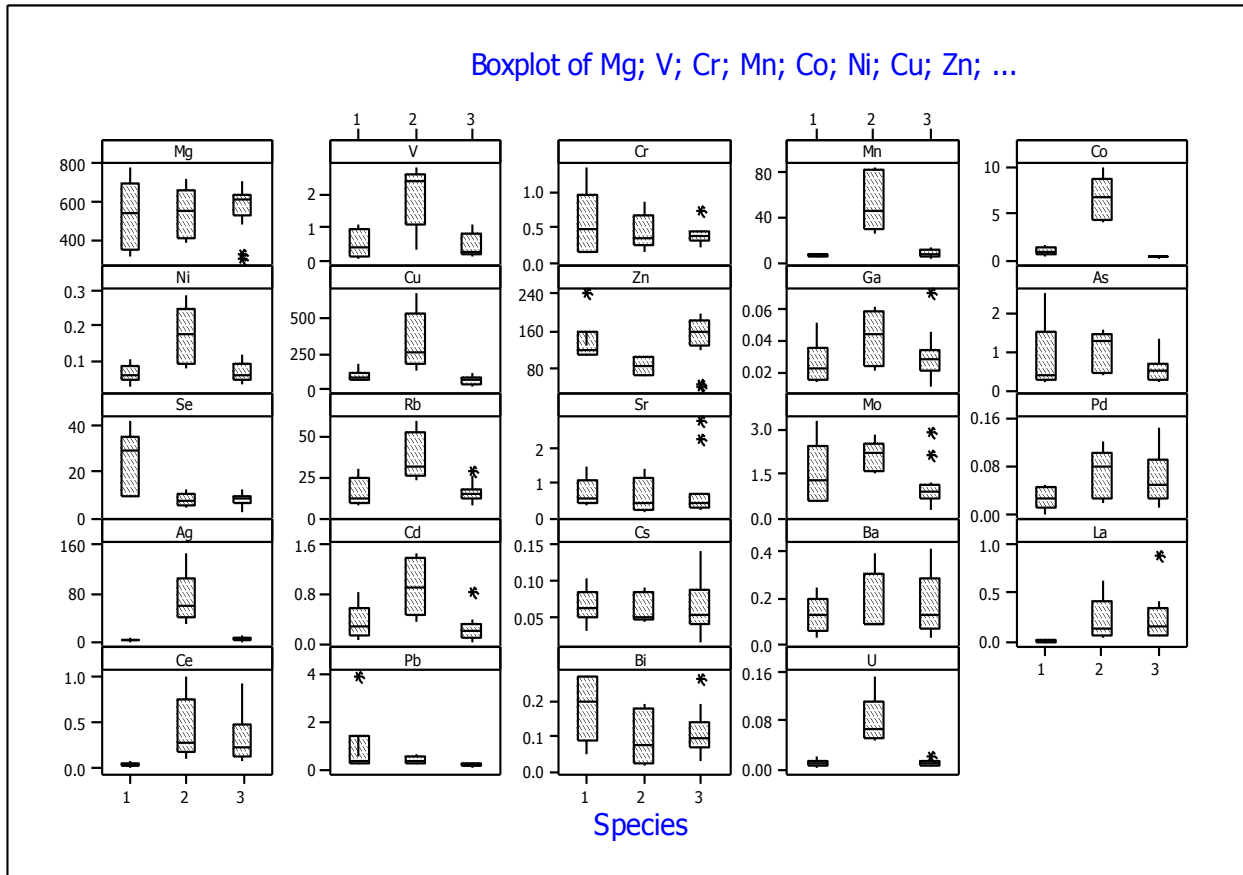 Boxplot of Mg; V; Cr; Mn; Co; Ni; Cu; Zn; ...
1 2 3 1 2 3
Mg V Cr Mn Co
800 600 400
2 1 0
1.0 0.5 0.0
80 40 0
10 5 0
Ni Cu Zn Ga As
0.3 0.2 0.1
500 250 0
240 160 80
0.06 0.04 0.02
2 1 0
Se Rb Sr Mo Pd
40 20 0
50 25 0
2 1 0
3.0 1.5 0.0
0.16 0.08 0.00
Ag Cd Cs Ba La
160 80 0
1.6 0.8 0.0
0.15 0.10 0.05
0.4 0.2 0.0
1.0 0.5 0.0
Ce Pb Bi U
1.0 0.5 0.0
4 2 0
0.2 0.1 0.0
0.16 0.08 0.00
1 2 3
1 2 3 1 2 3
Species